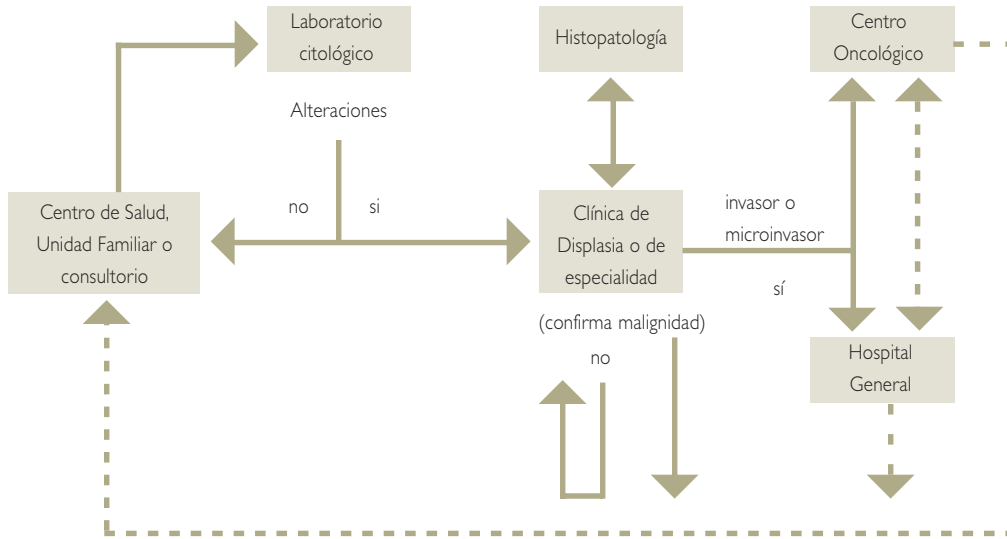 Laboratorio
citológico
Histopatología
Centro
Oncológico
Alteraciones
no
si
Centro de Salud,
Unidad Familiar o
consultorio
Clínica de
Displasia o de
especialidad
invasor o
microinvasor
sí
(confirma malignidad)
no
Hospital
General